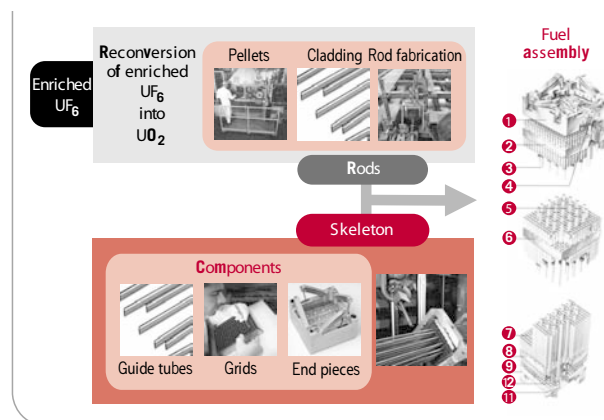 Enriched
UF6
Reconversion
of enriched
UF6
into
UO2
Pellets
Cladding
Rod fabrication
Rods
Skeleton
Components
Guide tubes
Grids
End pieces
Fuel
assembly
1
2
3
4
5
6
7
8
9
12
11